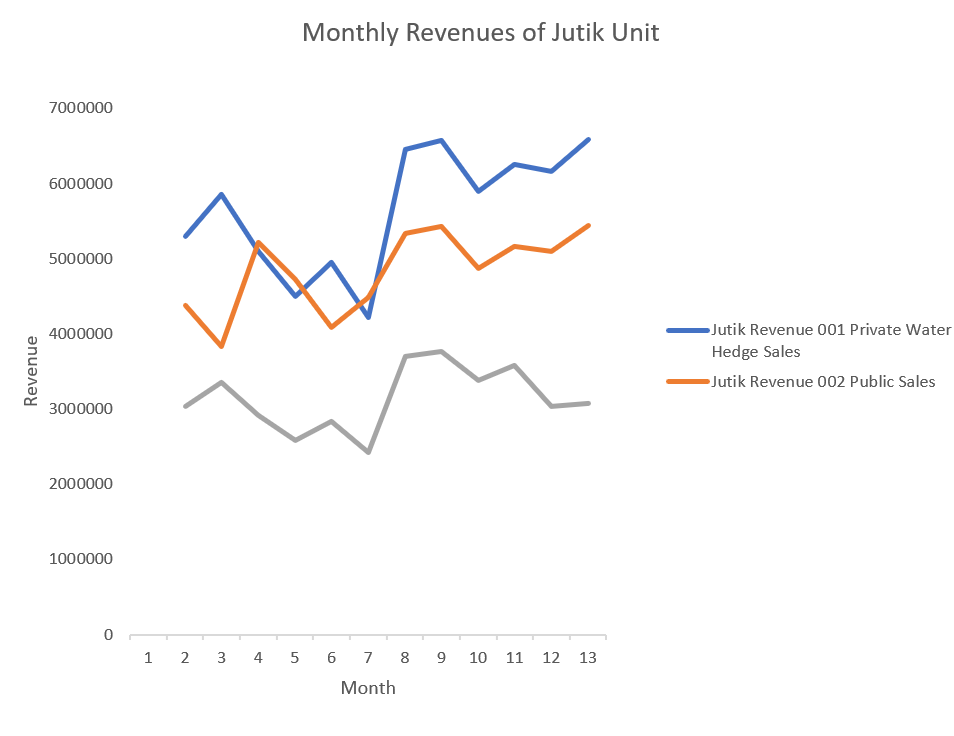 Monthly Revenues of Jutik Unit
7000000
6000000
5000000
4000000
3000000
2000000
1000000
0
Revenue
1 2 3 4 5 6 7 8 9 10 11 12 13
Month
Jutik Revenue 001 Private Water
Hedge Sales
Jutik Revenue 002 Public Sales